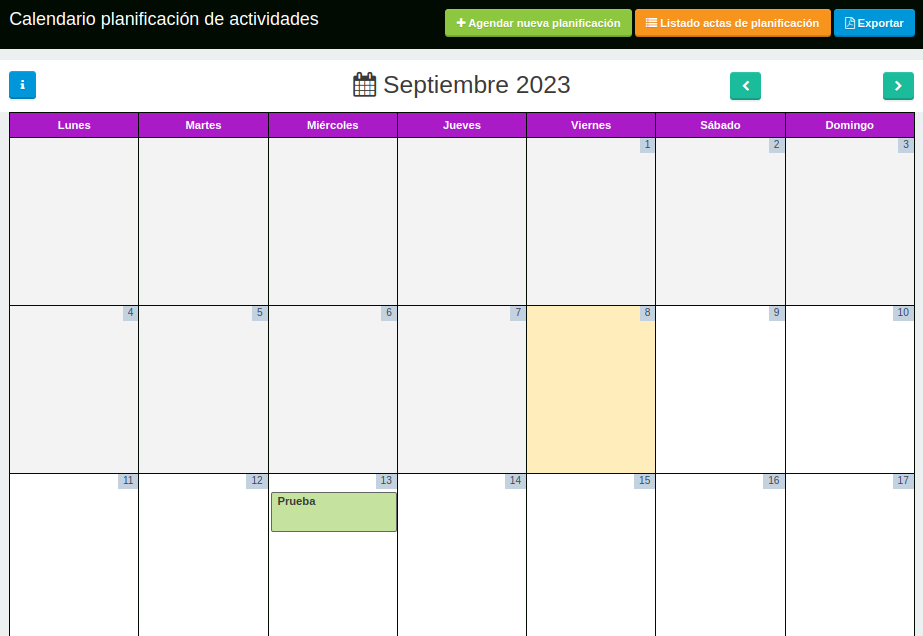 Calendario planificación de actividades
Agendar nueva planificación
Listado actas de planificación
Exportar
i
Septiembre 2023
Lunes Martes Miércoles Jueves Viernes Sábado Domingo
1 2 3
4 5 6 7 8 9 10
11 12 13 14 15 16 17
Prueba